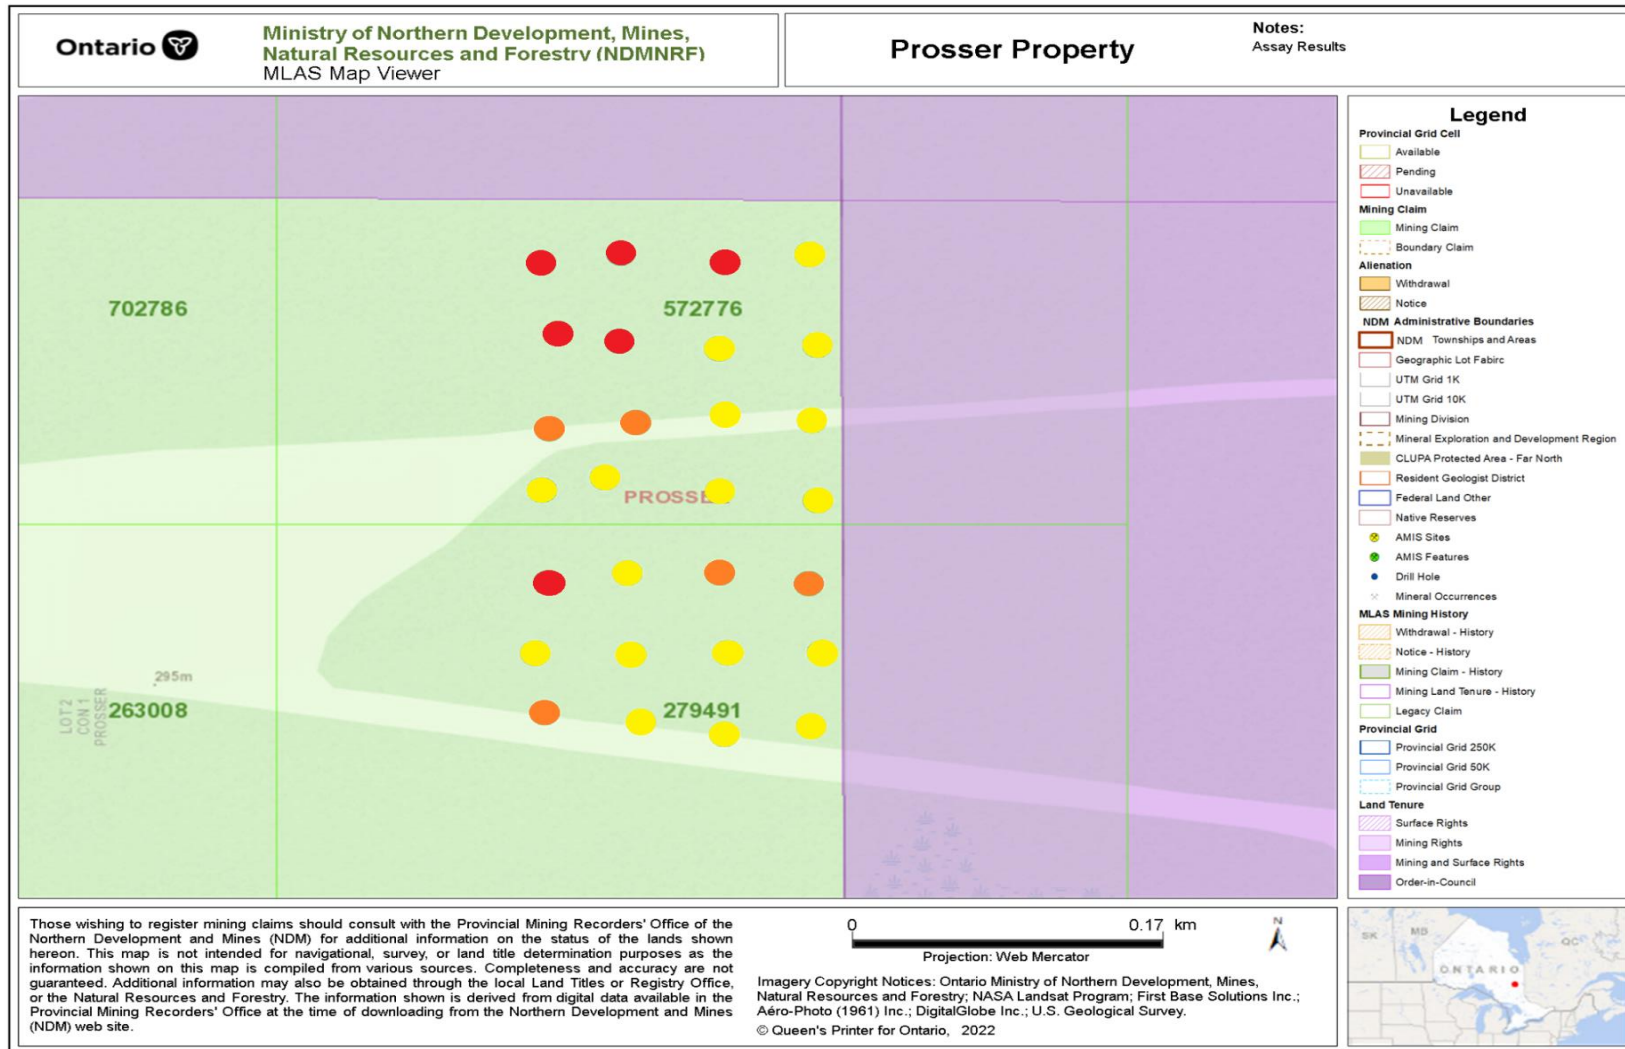 Ontario
Ministry of Northern Development, Mines,
Natural Resources and Forestry (NDMNRF)
MLAS Map Viewer
Prosser Property
Notes:
Assay Results
702786
572776
PROSSE
295m
LOT 2
CON 1
PROSSER
263008
279491
Legend
Provincial Grid Cell
Available
Pending
Unavailable
Mining Claim
Mining Claim
Boundary Claim
Alienation
Withdrawal
Notice
NDM Administrative Boundaries
NDM Townships and Areas
Geographic Lot Fabirc
UTM Grid 1K
UTM Grid 10K
Mining Division
Mineral Exploration and Development Region
CLUPA Protected Area - Far North
Resident Geologist District
Federal Land Other
Native Reserves
AMIS Sites
AMIS Features
Drill Hole
Mineral Occurrences
MLAS Mining History
Withdrawal - History
Notice - History
Mining Claim - History
Mining Land Tenure - History
Legacy Claim
Provincial Grid
Provincial Grid 250K
Provincial Grid 50K
Provincial Grid Group
Land Tenure
Surface Rights
Mining Rights
Mining and Surface Rights
Order-in-Council
Those wishing to register mining claims should consult with the Provincial Mining Recorders' Office of the
Northern Development and Mines (NDM) for additional information on the status of the lands shown
hereon. This map is not intended for navigational, survey, or land title determination purposes as the
information shown on this map is compiled from various sources. Completeness and accuracy are not
guaranteed. Additional information may also be obtained through the local Land Titles or Registry Office,
or the Natural Resources and Forestry. The information shown is derived from digital data available in the
Provincial Mining Recorders' Office at the time of downloading from the Northern Development and Mines
(NDM) web site.
0 0.17 km
Projection: Web Mercator
N
Imagery Copyright Notices: Ontario Ministry of Northern Development, Mines,
Natural Resources and Forestry; NASA Landsat Program; First Base Solutions Inc.;
Aéro-Photo (1961) Inc.; DigitalGlobe Inc.; U.S. Geological Survey.
© Queen's Printer for Ontario, 2022
SK MB QC
ONTARIO